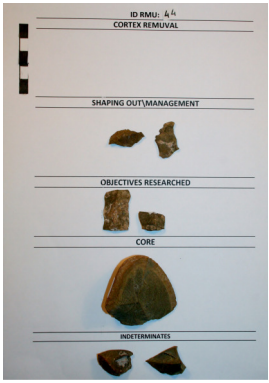 ID RMU: 44
CORTEX REMUVAL
SHAPING OUT\MANAGEMENT
OBJECTIVES RESEARCHED
CORE
INDETERMINATES